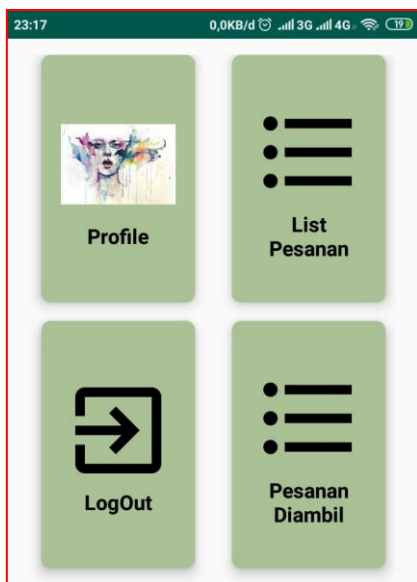 23:17 0,0KB/d 3G 4G 19
Profile
List
Pesanan
LogOut
Pesanan
Diambil